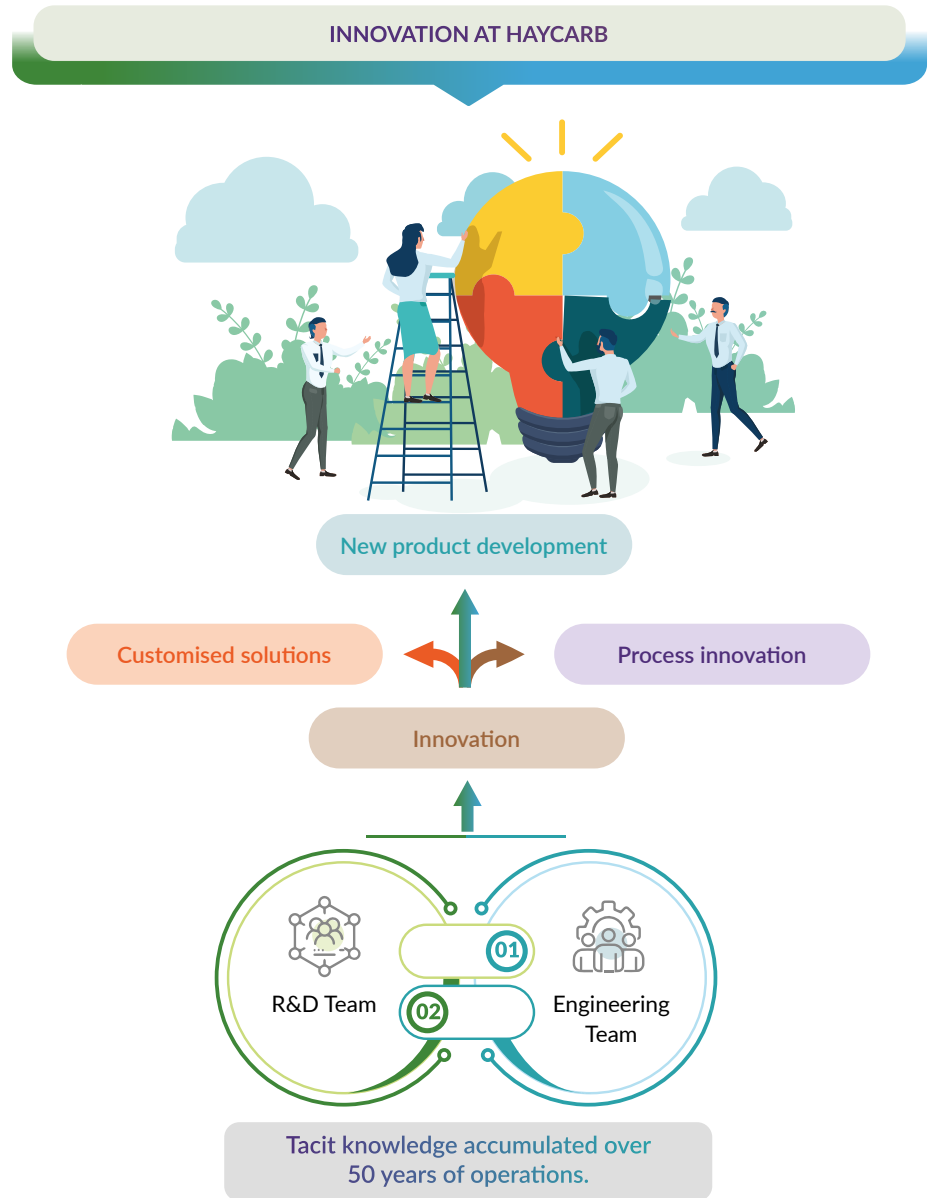 INNOVATION AT HAYCARB
New product development
Customised solutions
Process innovation
Innovation
01
02
R&D Team
Engineering
Team
Tacit knowledge accumulated over
50 years of operations.